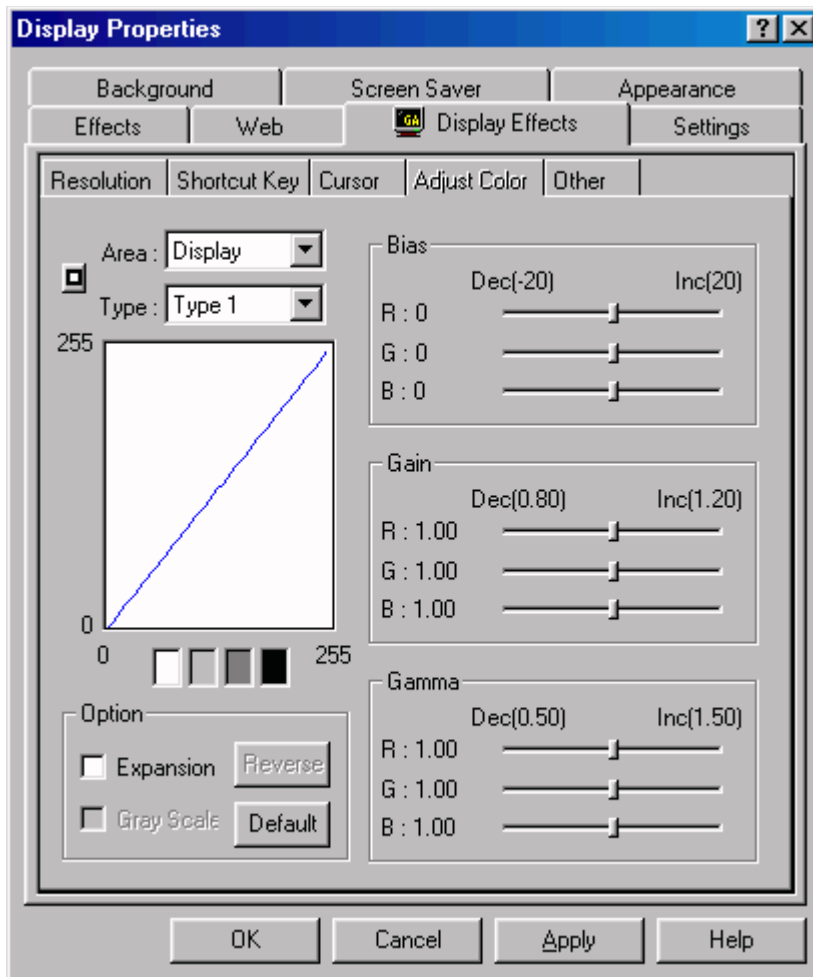 Display Properties
Background Screen Saver Appearance
Effects Web GA Display Effects Settings
Resolution Shortcut Key Cursor Adjust Color Other
Area : Display
Type : Type 1
255
0
0 255
Option
Expansion Reverse
Gray Scale Default
Bias
Dec(-20) Inc(20)
R : 0
G : 0
B : 0
Gain
Dec(0.80) Inc(1.20)
R : 1.00
G : 1.00
B : 1.00
Gamma
Dec(0.50) Inc(1.50)
R : 1.00
G : 1.00
B : 1.00
OK Cancel Apply Help